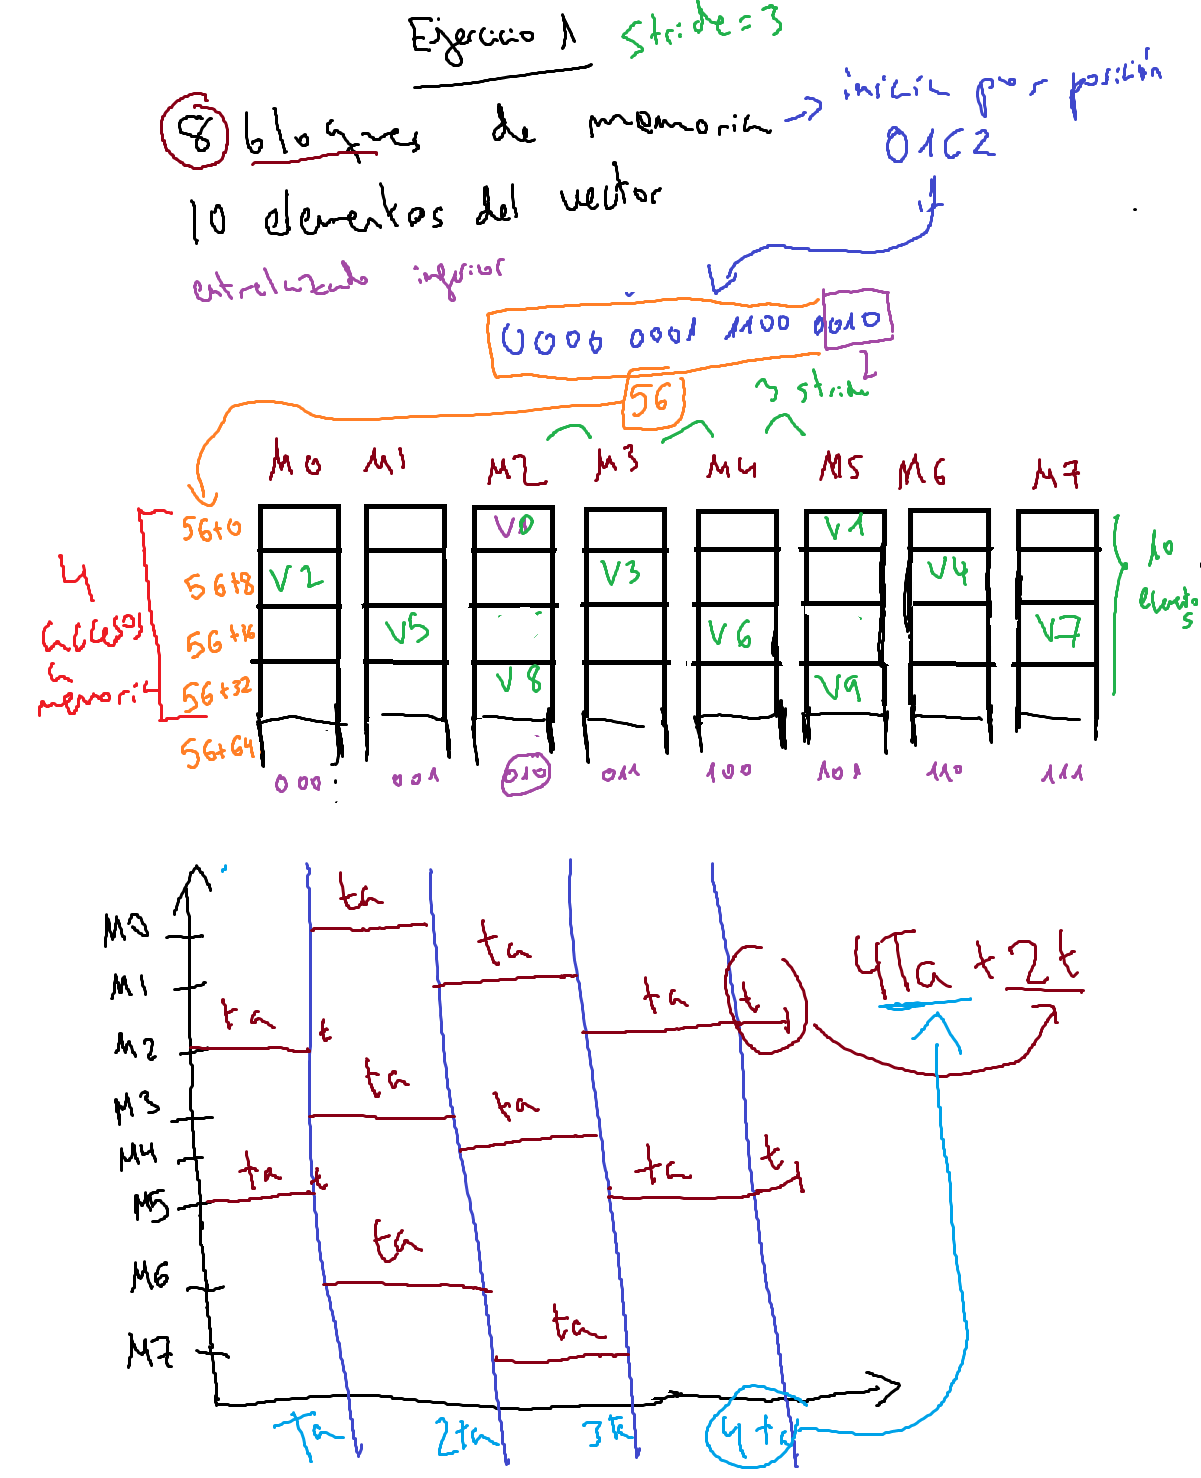 Ejercicio 1 stride = 3
8 bloques de memoria → inicia por posición
01C2
10 elementos del vector
entrelazado inferior
0000 0001 1100 0010
56 2
3 stride
M0 M1 M2 M3 M4 M5 M6 M7
56+0 V0 V1
56+8 V2 V3 V4
56+16 V5 V6 V7
56+32 V8 V9
56+64
4 accesos a memoria
10
000 001 010 011 100 101 110 111
M0 ta
M1 ta
M2 ta t ta t
M3 ta
M4 ta
M5 ta t ta t
M6 ta
M7 ta
4Ta + 2t
Ta 2ta 3ta 4ta